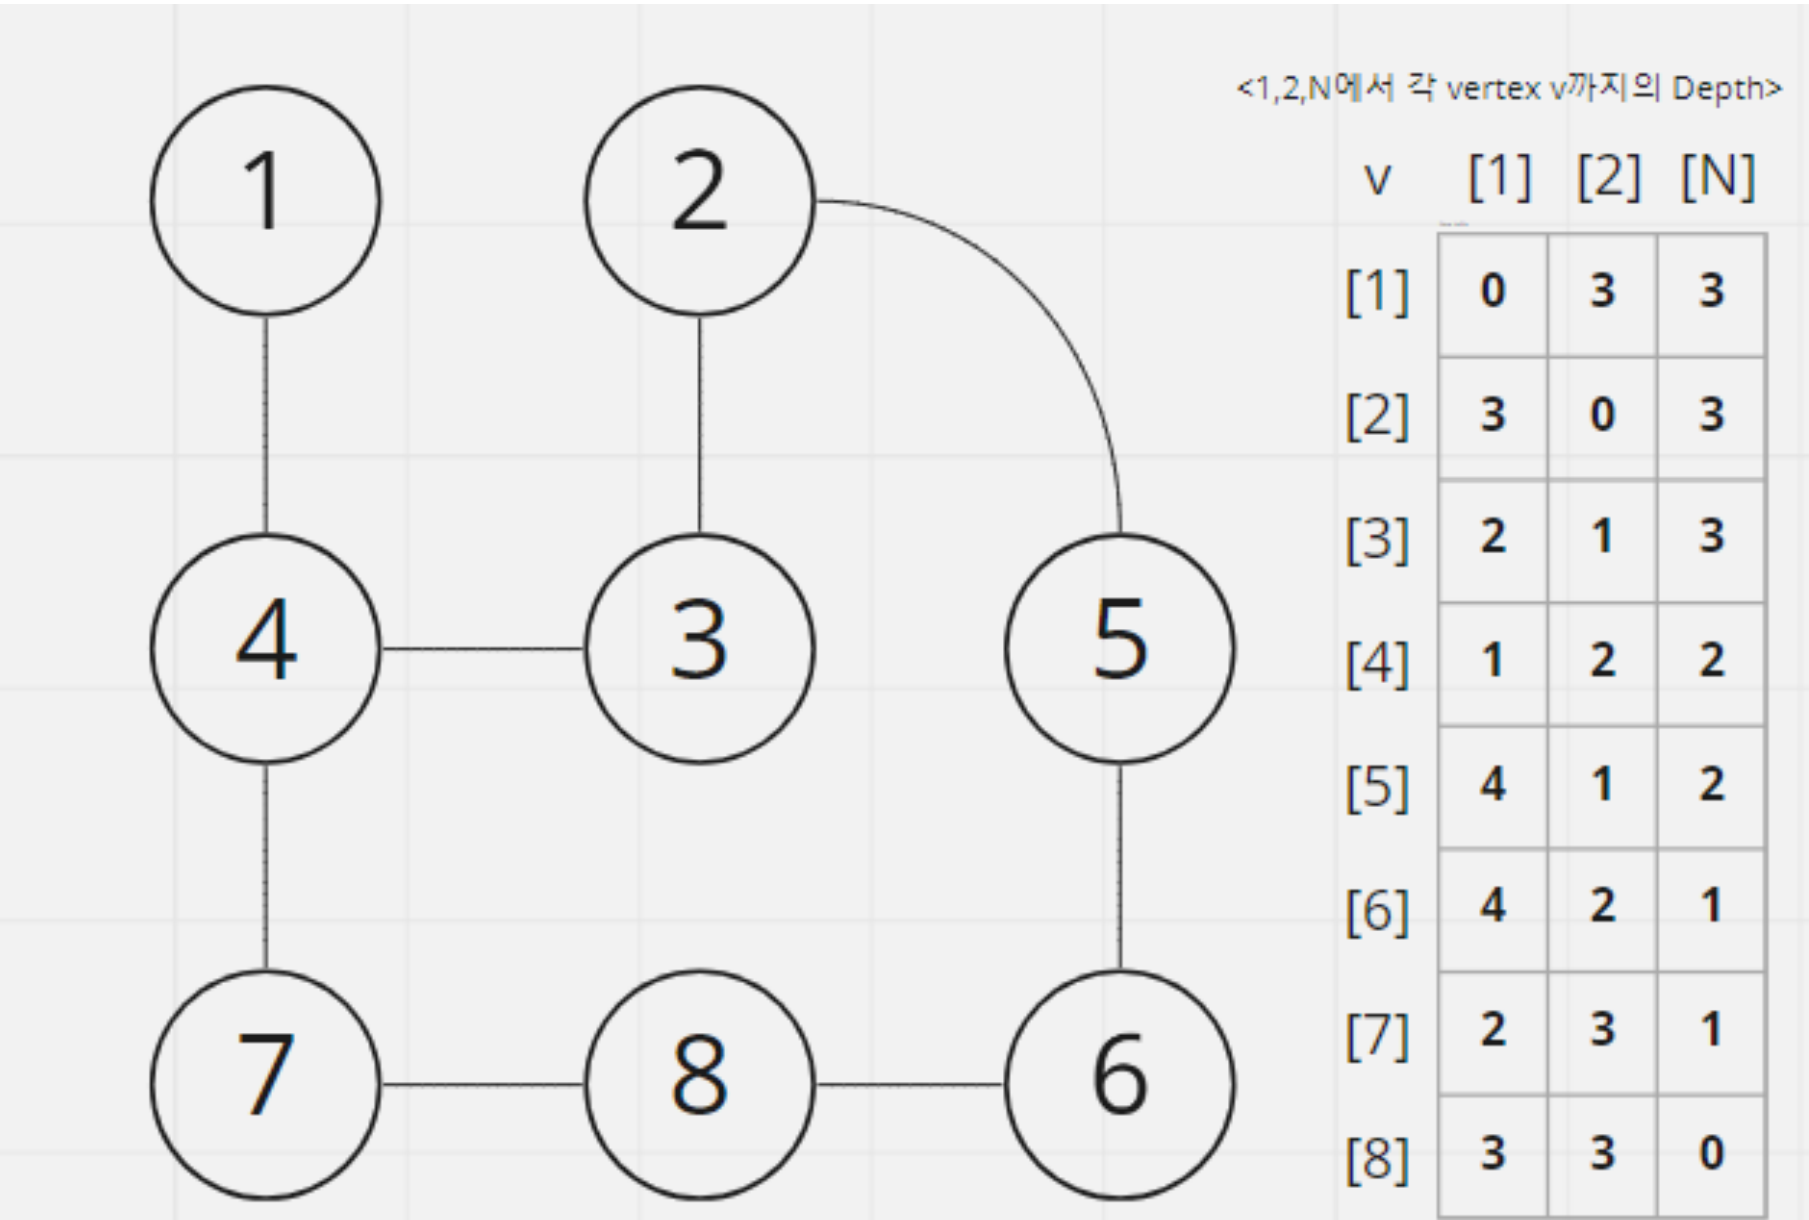 <1,2,N에서 각 vertex v까지의 Depth>
1 2
4 3 5
7 8 6
v [1] [2] [N]
[1] 0 3 3
[2] 3 0 3
[3] 2 1 3
[4] 1 2 2
[5] 4 1 2
[6] 4 2 1
[7] 2 3 1
[8] 3 3 0